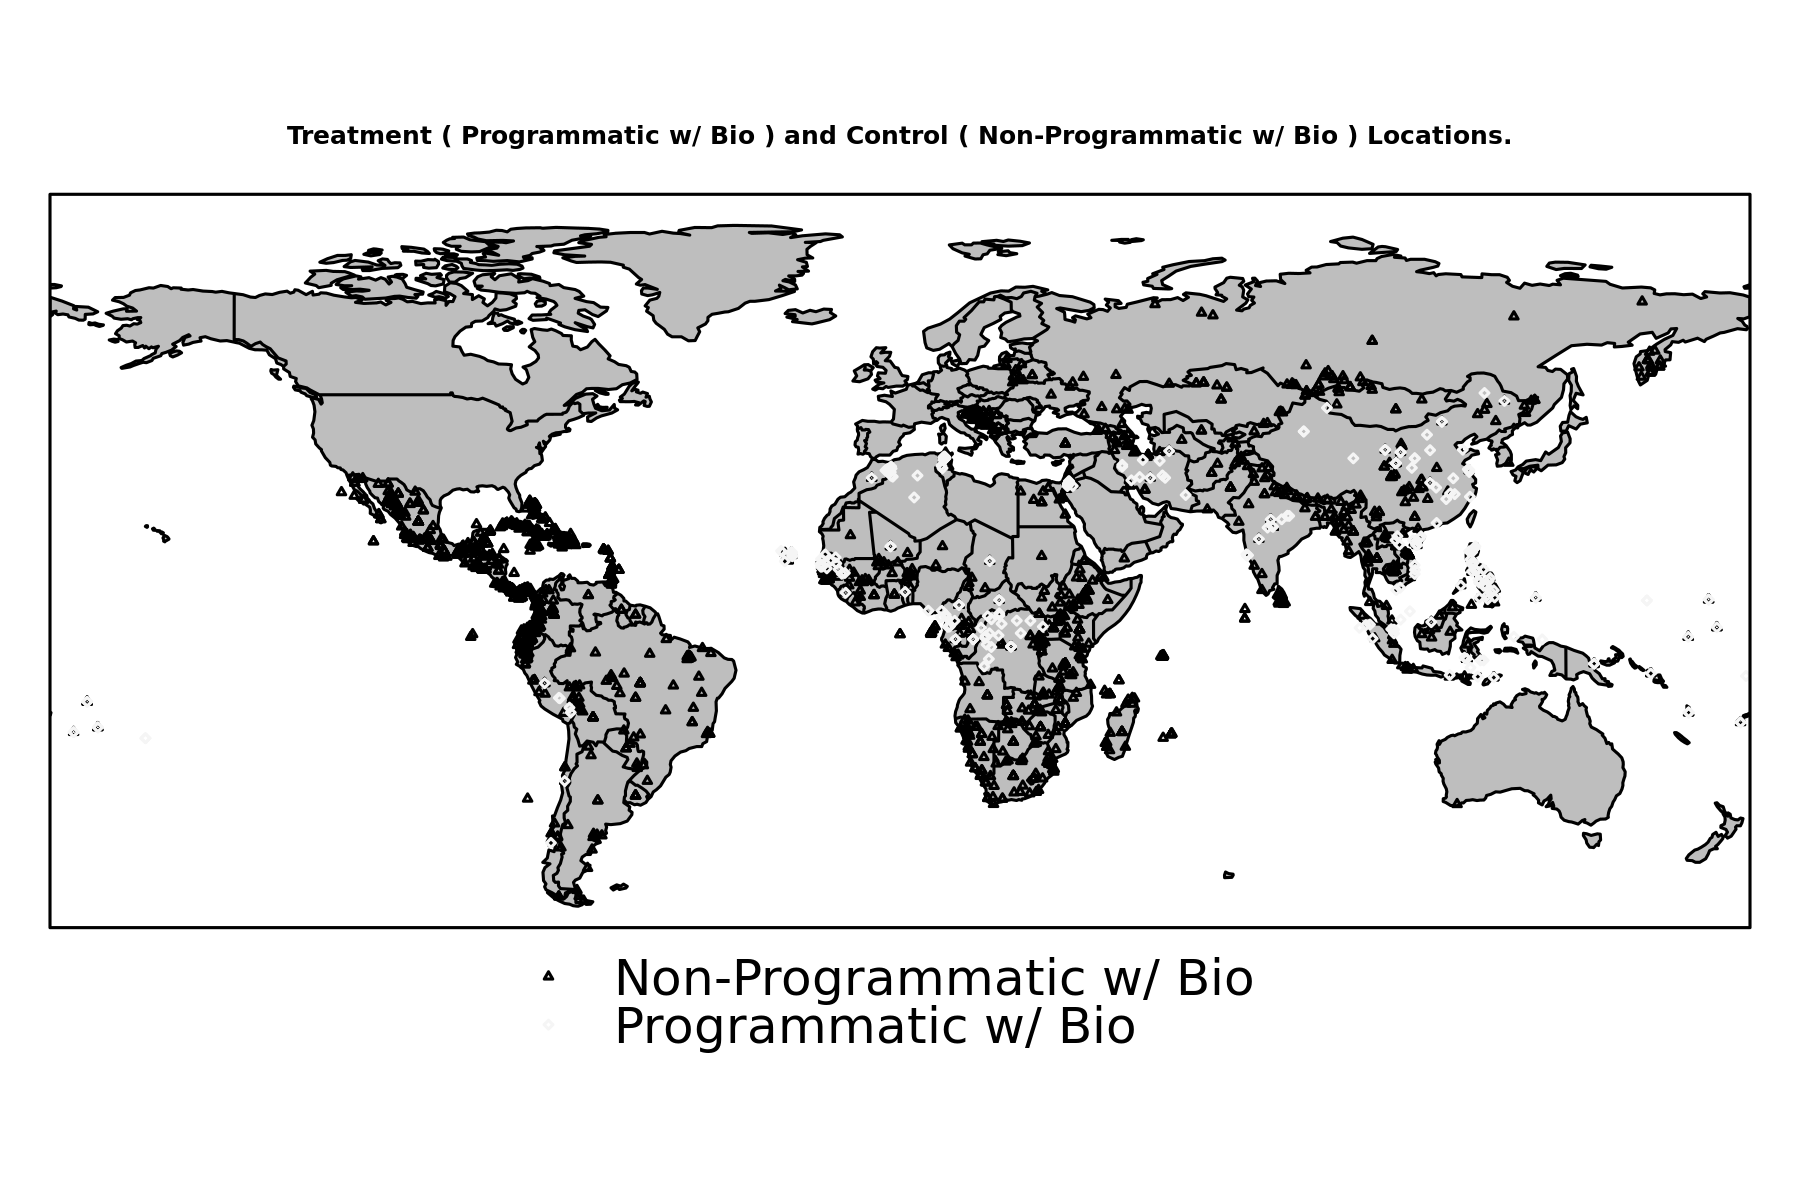 Treatment ( Programmatic w/ Bio ) and Control ( Non-Programmatic w/ Bio ) Locations.
Non-Programmatic w/ Bio
Programmatic w/ Bio